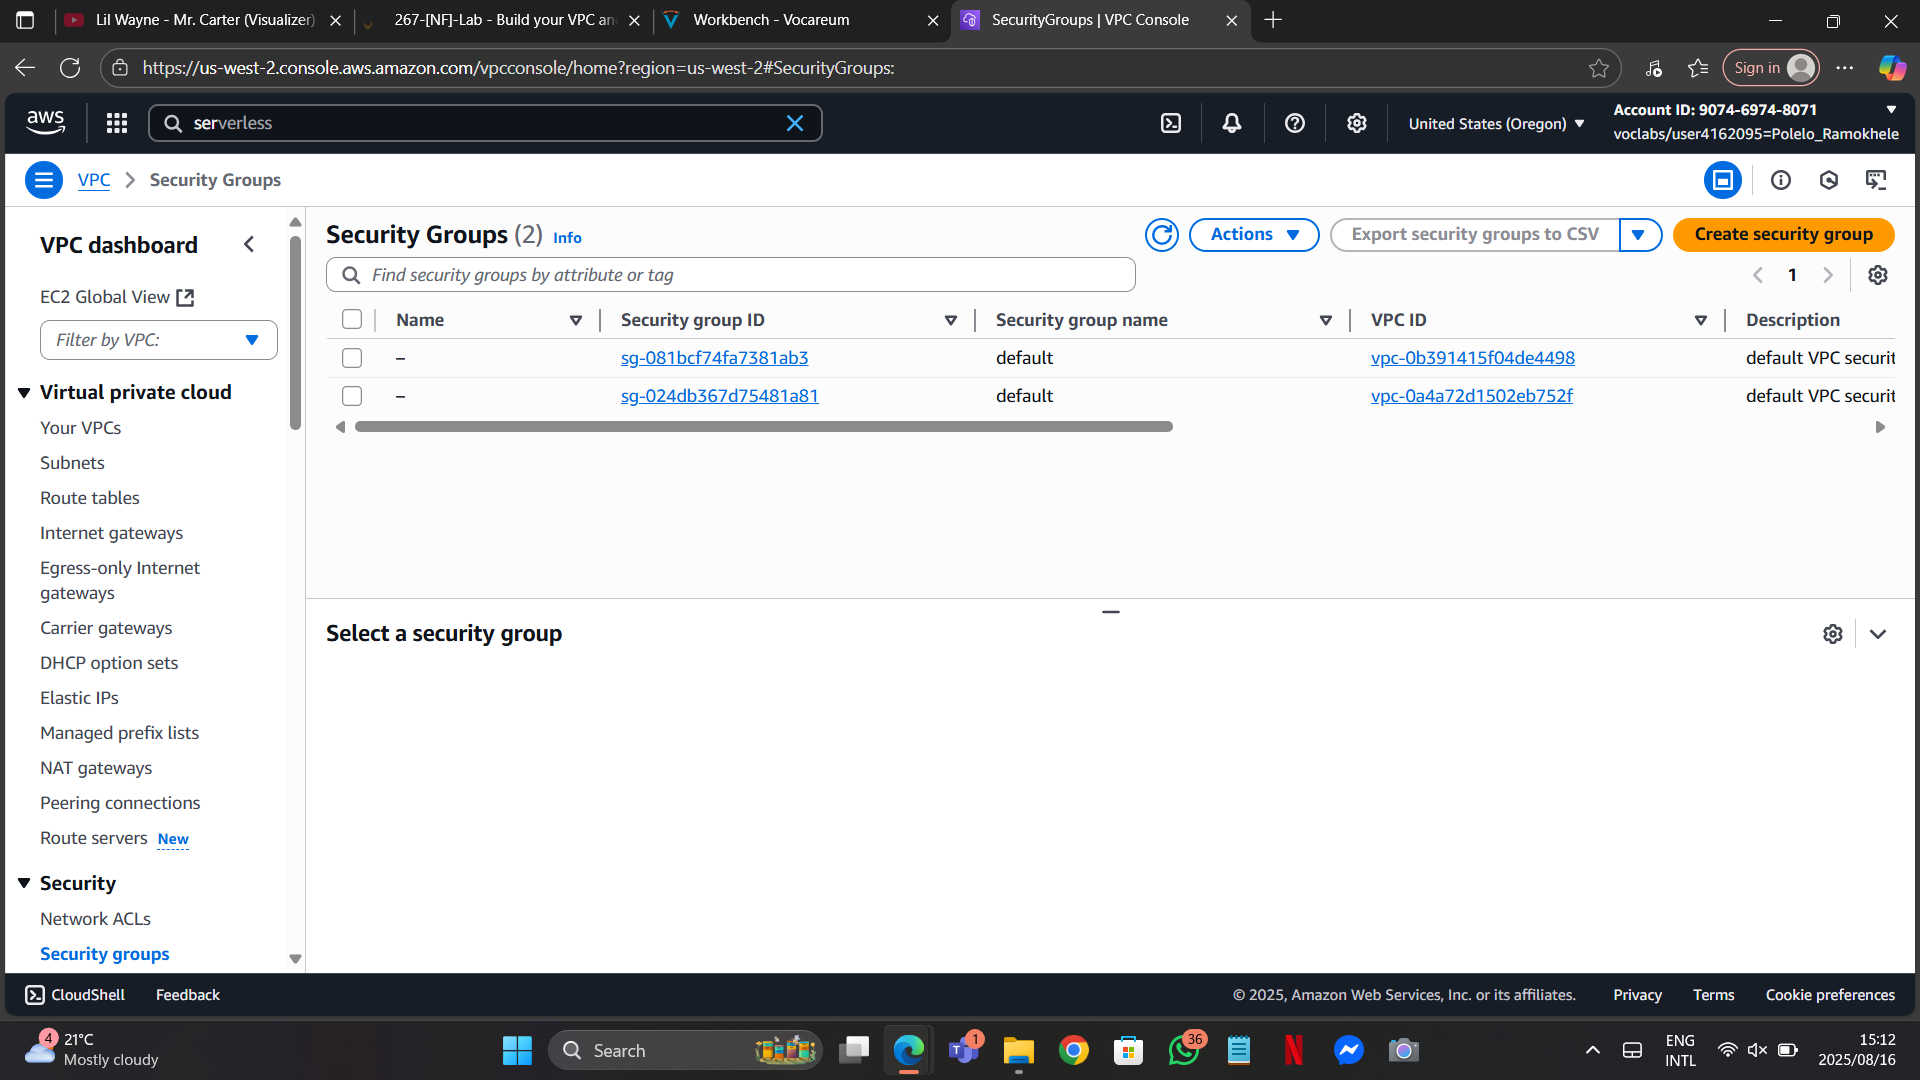 Lil Wayne - Mr. Carter (Visualizer)
267-[NF]-Lab - Build your VPC an
Workbench - Vocareum
SecurityGroups | VPC Console
https://us-west-2.console.aws.amazon.com/vpcconsole/home?region=us-west-2#SecurityGroups:
Sign in
aws
serverless
United States (Oregon)
Account ID: 9074-6974-8071
voclabs/user4162095=Polelo_Ramokhele
VPC
Security Groups
VPC dashboard
EC2 Global View
Filter by VPC:
Virtual private cloud
Your VPCs
Subnets
Route tables
Internet gateways
Egress-only Internet
gateways
Carrier gateways
DHCP option sets
Elastic IPs
Managed prefix lists
NAT gateways
Peering connections
Route servers New
Security
Network ACLs
Security groups
Security Groups (2) Info
Actions
Export security groups to CSV
Create security group
Find security groups by attribute or tag
1
Name Security group ID Security group name VPC ID Description
– sg-081bcf74fa7381ab3 default vpc-0b391415f04de4498 default VPC securit
– sg-024db367d75481a81 default vpc-0a4a72d1502eb752f default VPC securit
Select a security group
CloudShell
Feedback
© 2025, Amazon Web Services, Inc. or its affiliates.
Privacy
Terms
Cookie preferences
4
21°C
Mostly cloudy
Search
1
36
ENG
INTL
15:12
2025/08/16